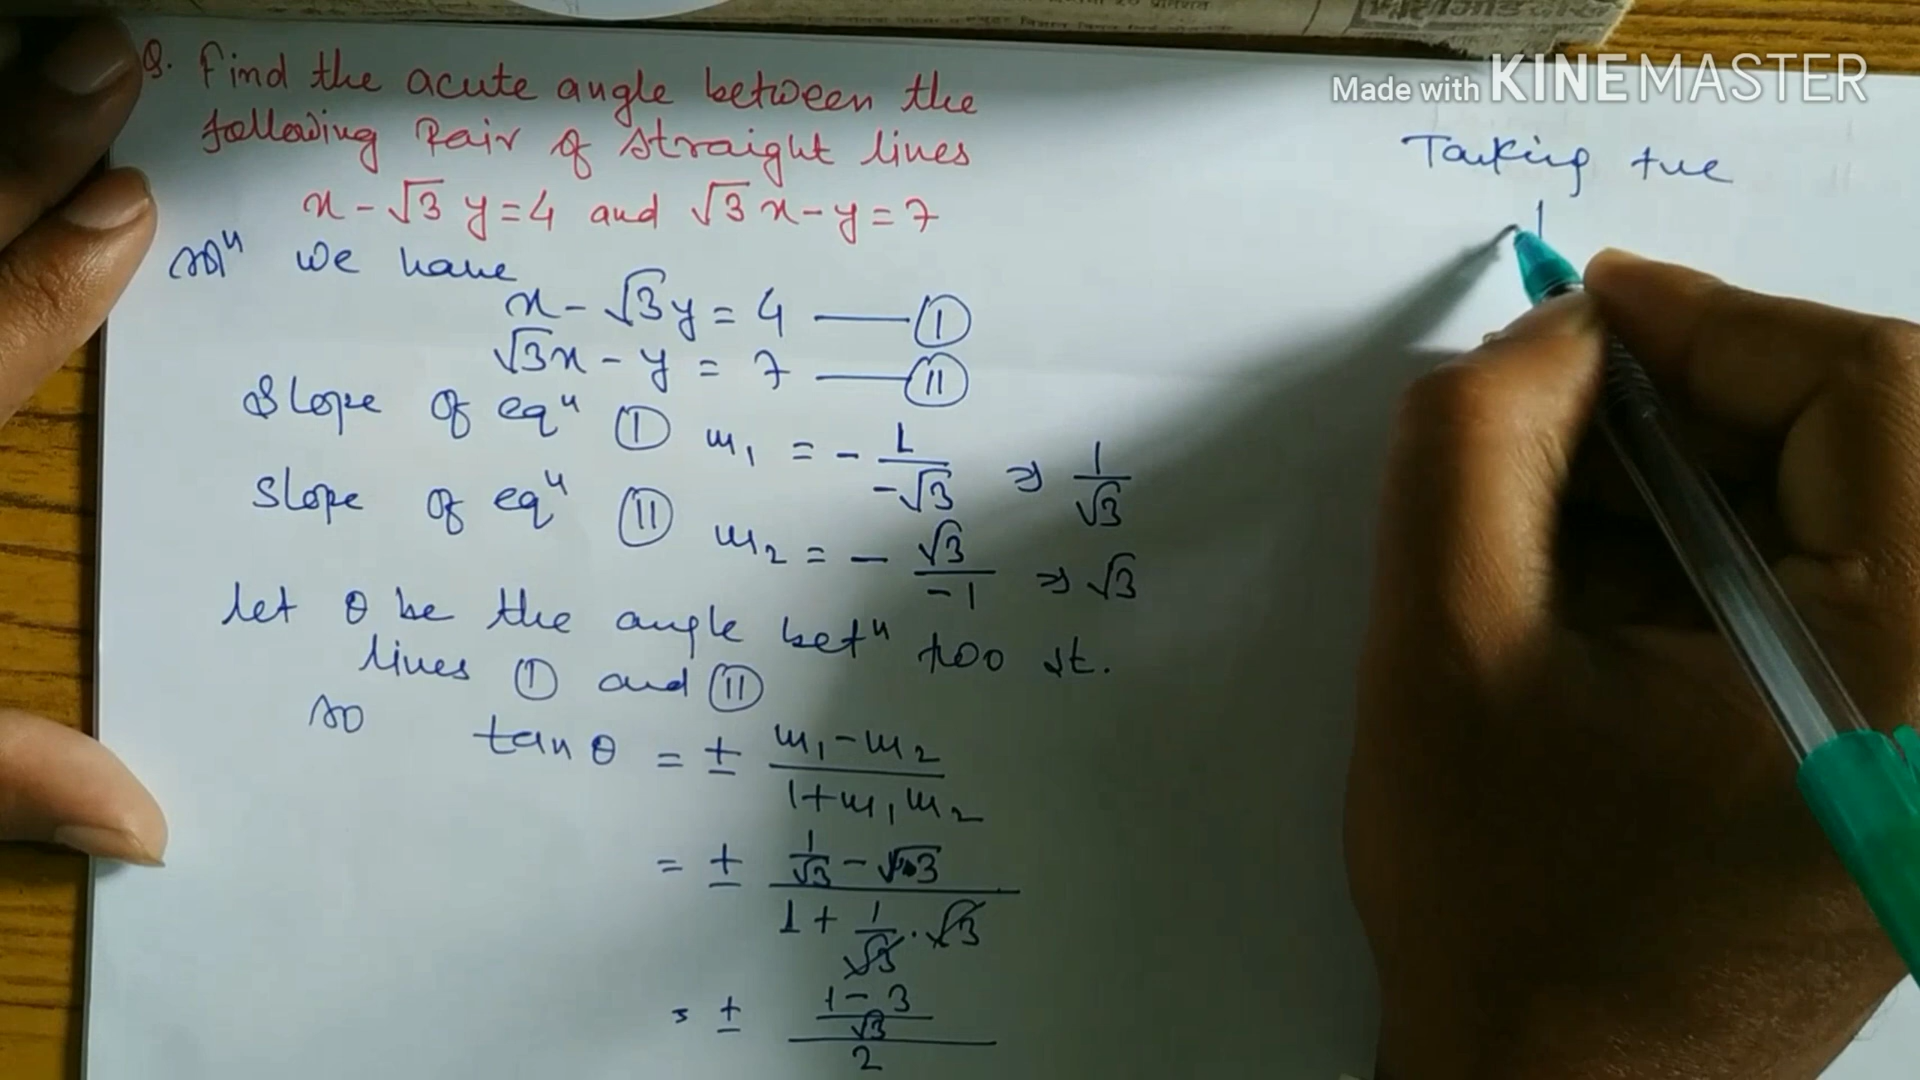 Made with KINEMASTER
Q. Find the acute angle between the
following Pair of straight lines
x - √3 y = 4 and √3 x - y = 7
solⁿ we have
x - √3y = 4 —— (I)
√3x - y = 7 —— (II)
Slope of eqⁿ (I) m₁ = - 1/-√3 ⇒ 1/√3
Slope of eqⁿ (II) m₂ = - √3/-1 ⇒ √3
let θ be the angle betⁿ two st.
lines (I) and (II)
so tan θ = ± m₁-m₂/1+m₁m₂
= ± 1/√3 - √3/1 + 1/√3 · √3
= ± 1-3/√3/2
Taking +ve